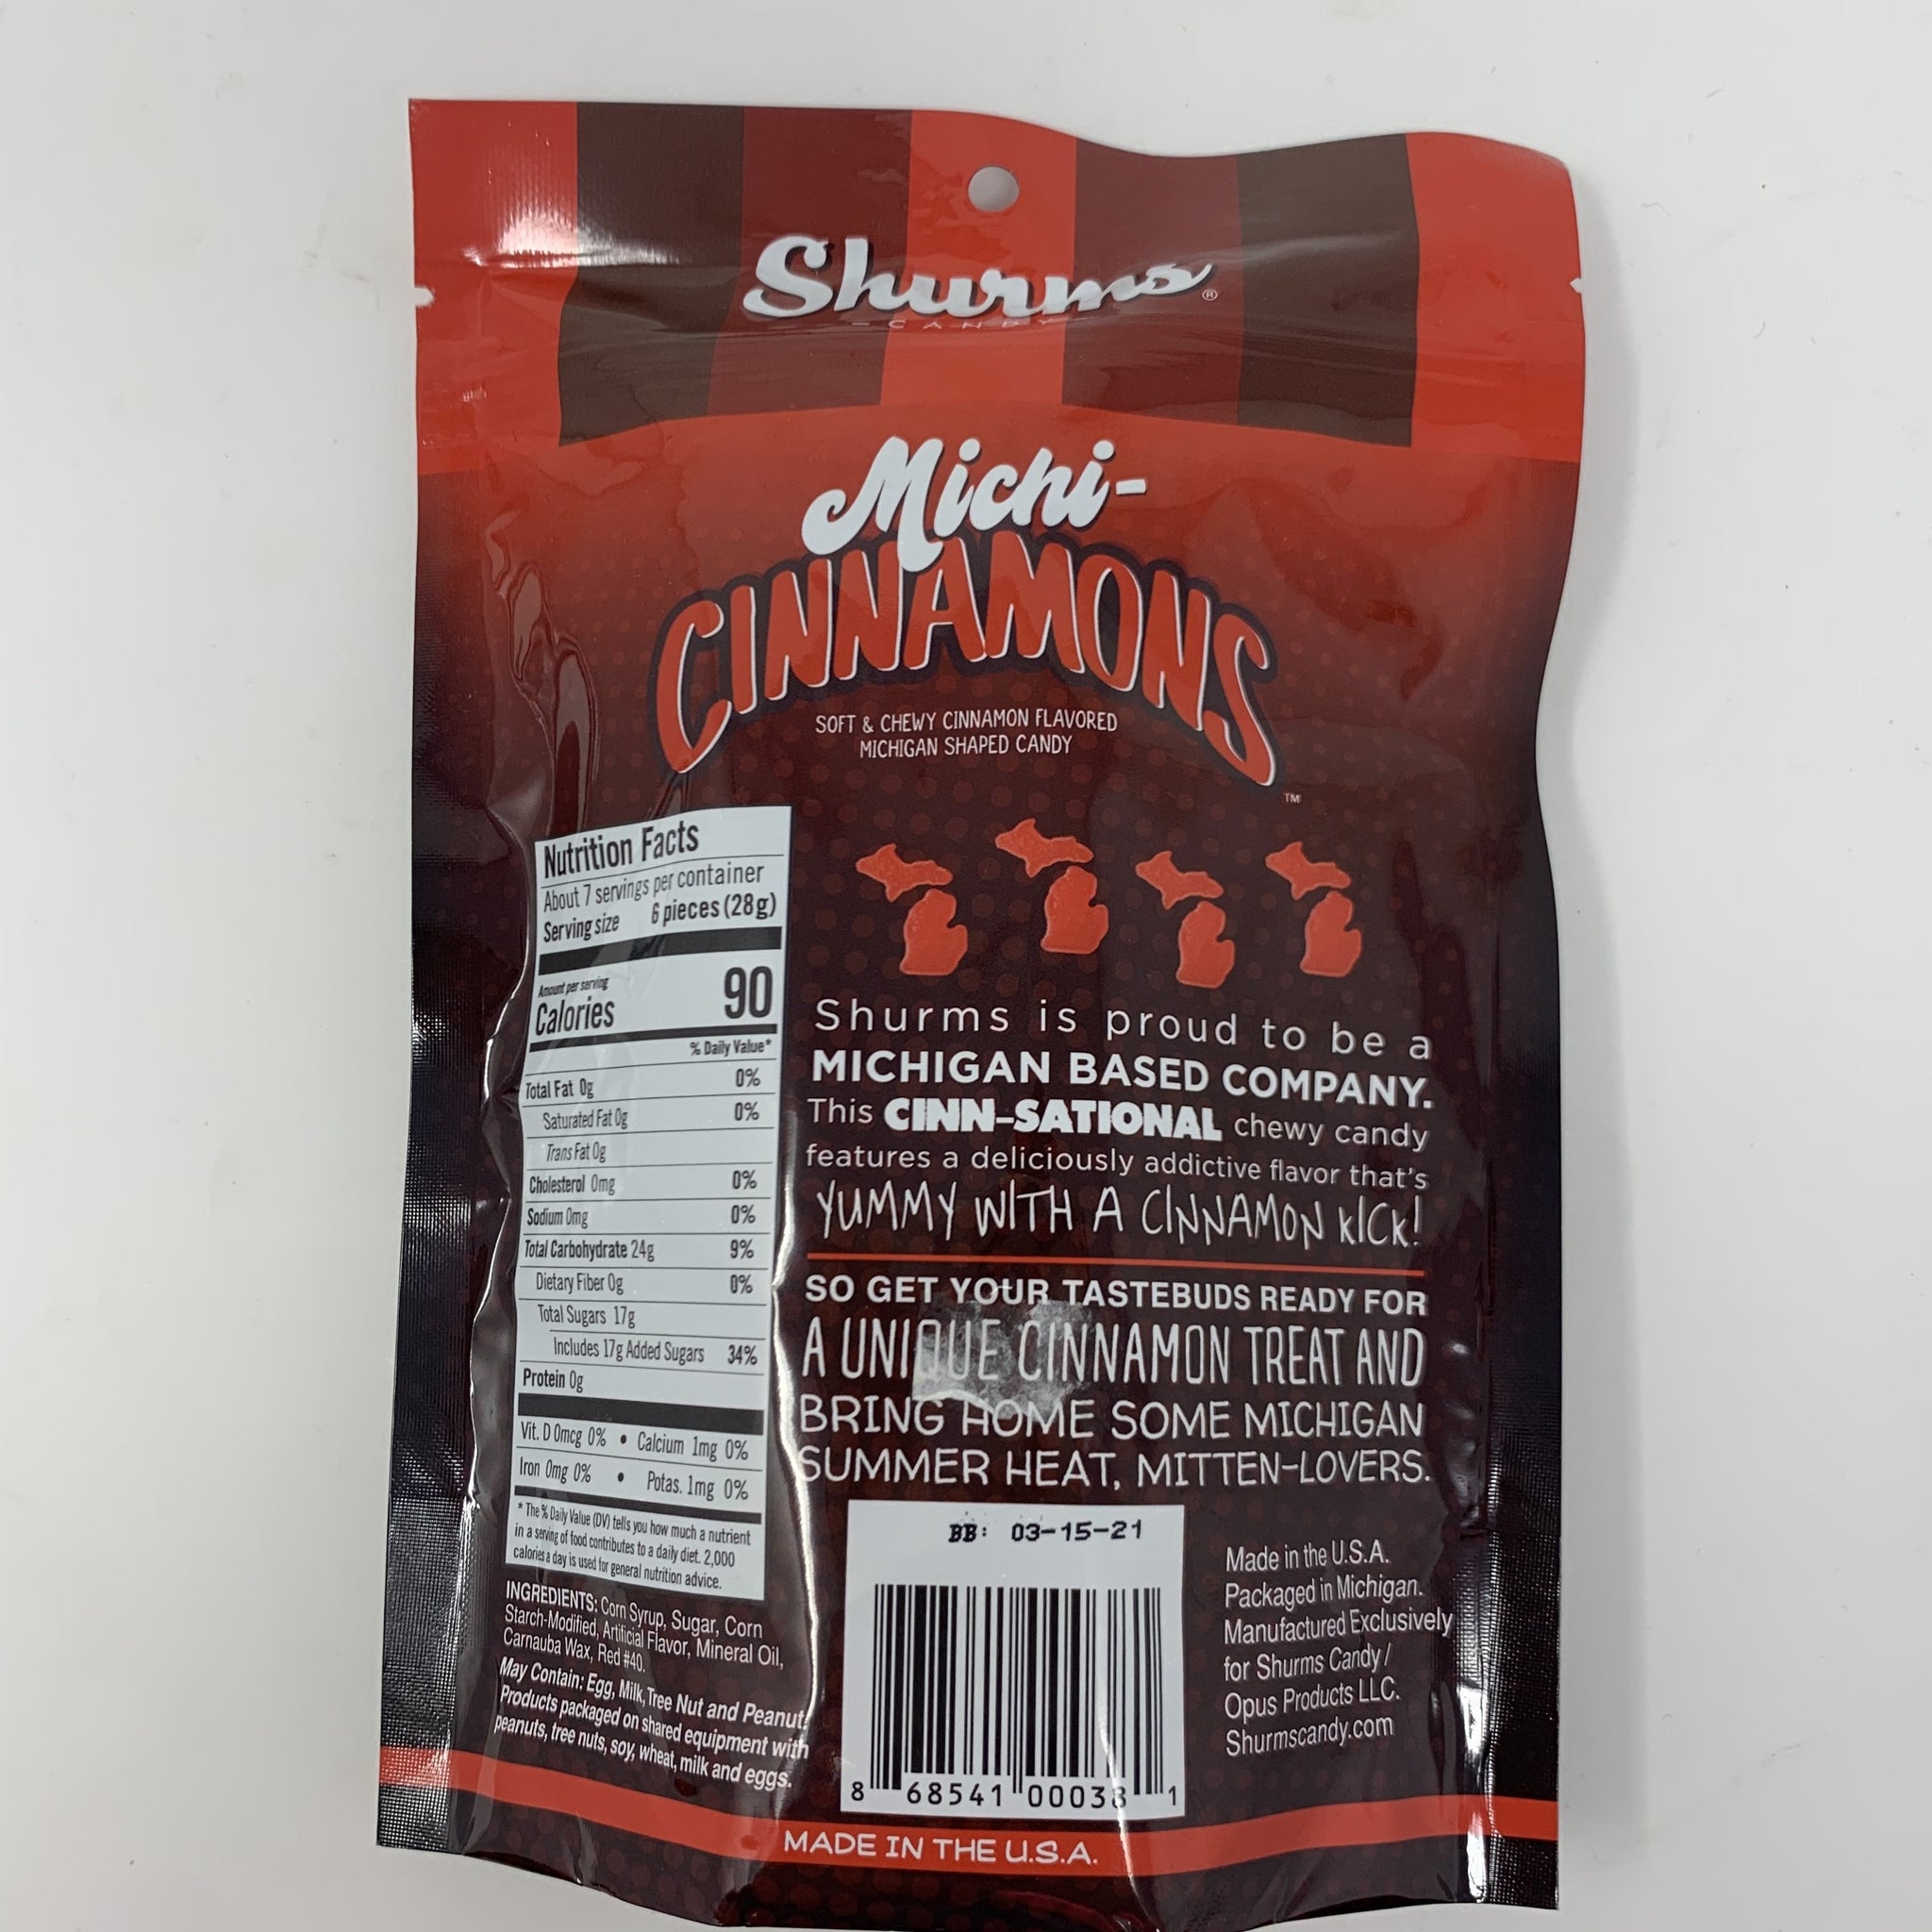 Shurms®
CANDY
Michi-
CINNAMONS
™
SOFT & CHEWY CINNAMON FLAVORED
MICHIGAN SHAPED CANDY
Nutrition Facts
About 7 servings per container
Serving size 6 pieces (28g)
Amount per serving
Calories 90
% Daily Value*
Total Fat 0g 0%
Saturated Fat 0g 0%
Trans Fat 0g
Cholesterol 0mg 0%
Sodium 0mg 0%
Total Carbohydrate 24g 9%
Dietary Fiber 0g 0%
Total Sugars 17g
Includes 17g Added Sugars 34%
Protein 0g
Vit. D 0mcg 0% • Calcium 1mg 0%
Iron 0mg 0% • Potas. 1mg 0%
* The % Daily Value (DV) tells you how much a nutrient
in a serving of food contributes to a daily diet. 2,000
calories a day is used for general nutrition advice.
INGREDIENTS: Corn Syrup, Sugar, Corn
Starch-Modified, Artificial Flavor, Mineral Oil,
Carnauba Wax, Red #40.
May Contain: Egg, Milk, Tree Nut and Peanut.
Products packaged on shared equipment with
peanuts, tree nuts, soy, wheat, milk and eggs.
Shurms is proud to be a
MICHIGAN BASED COMPANY.
This CINN-SATIONAL chewy candy
features a deliciously addictive flavor that's
YUMMY WITH A CINNAMON KICK!
SO GET YOUR TASTEBUDS READY FOR
A UNIQUE CINNAMON TREAT AND
BRING HOME SOME MICHIGAN
SUMMER HEAT, MITTEN-LOVERS.
BB: 03-15-21
8 68541 00038 1
Made in the U.S.A.
Packaged in Michigan.
Manufactured Exclusively
for Shurms Candy /
Opus Products LLC.
Shurmscandy.com
MADE IN THE U.S.A.